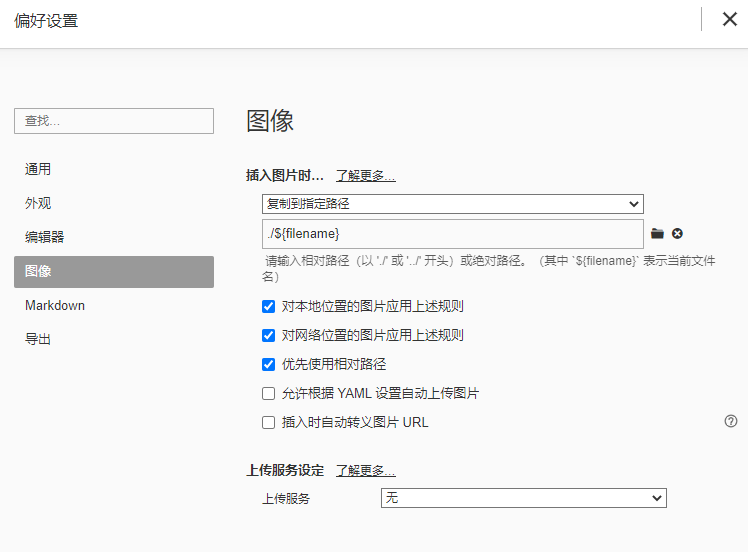 偏好设置
查找...
通用
外观
编辑器
图像
Markdown
导出
图像
插入图片时... 了解更多...
复制到指定路径
./${filename}
请输入相对路径（以 './' 或 '../' 开头）或绝对路径。（其中 `${filename}` 表示当前文件
名）
对本地位置的图片应用上述规则
对网络位置的图片应用上述规则
优先使用相对路径
允许根据 YAML 设置自动上传图片
插入时自动转义图片 URL
上传服务设定 了解更多...
上传服务 无